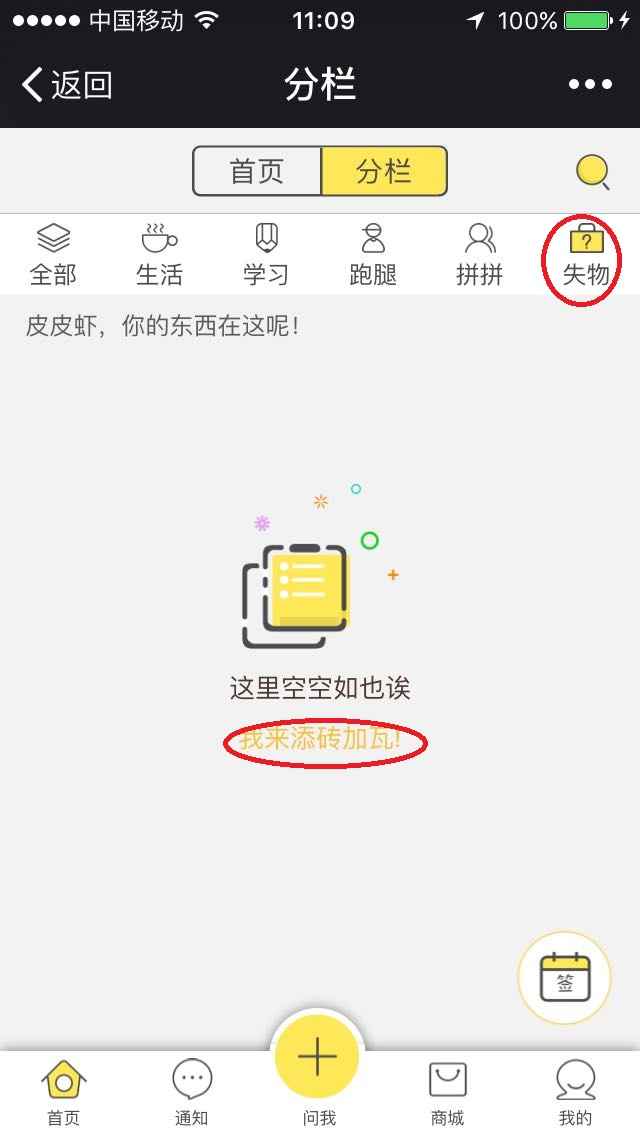 中国移动 11:09 100%
返回 分栏
首页 分栏
全部 生活 学习 跑腿 拼拼 失物
皮皮虾，你的东西在这呢！
这里空空如也诶
我来添砖加瓦!
签
首页 通知 问我 商城 我的